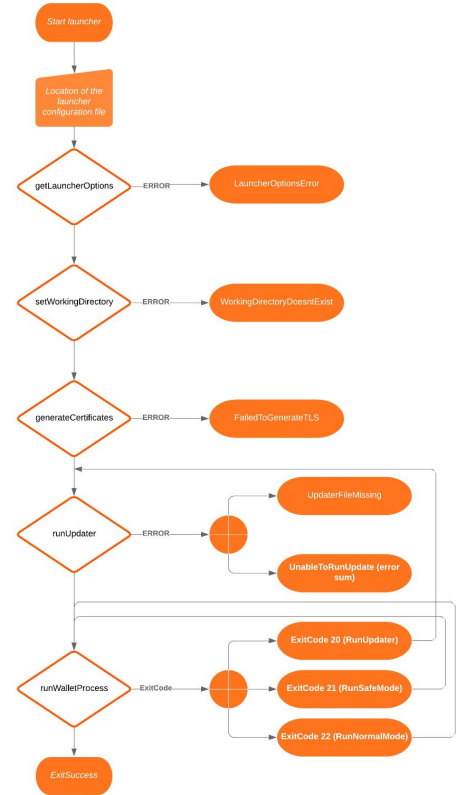 Start launcher
Location of the
launcher
configuration file
getLauncherOptions
ERROR
LauncherOptionsError
setWorkingDirectory
ERROR
WorkingDirectoryDoesntExist
generateCertificates
ERROR
FailedToGenerateTLS
UpdaterFileMissing
runUpdater
ERROR
UnableToRunUpdate (error
sum)
ExitCode 20 (RunUpdater)
runWalletProcess
ExitCode
ExitCode 21 (RunSafeMode)
ExitCode 22 (RunNormalMode)
ExitSuccess